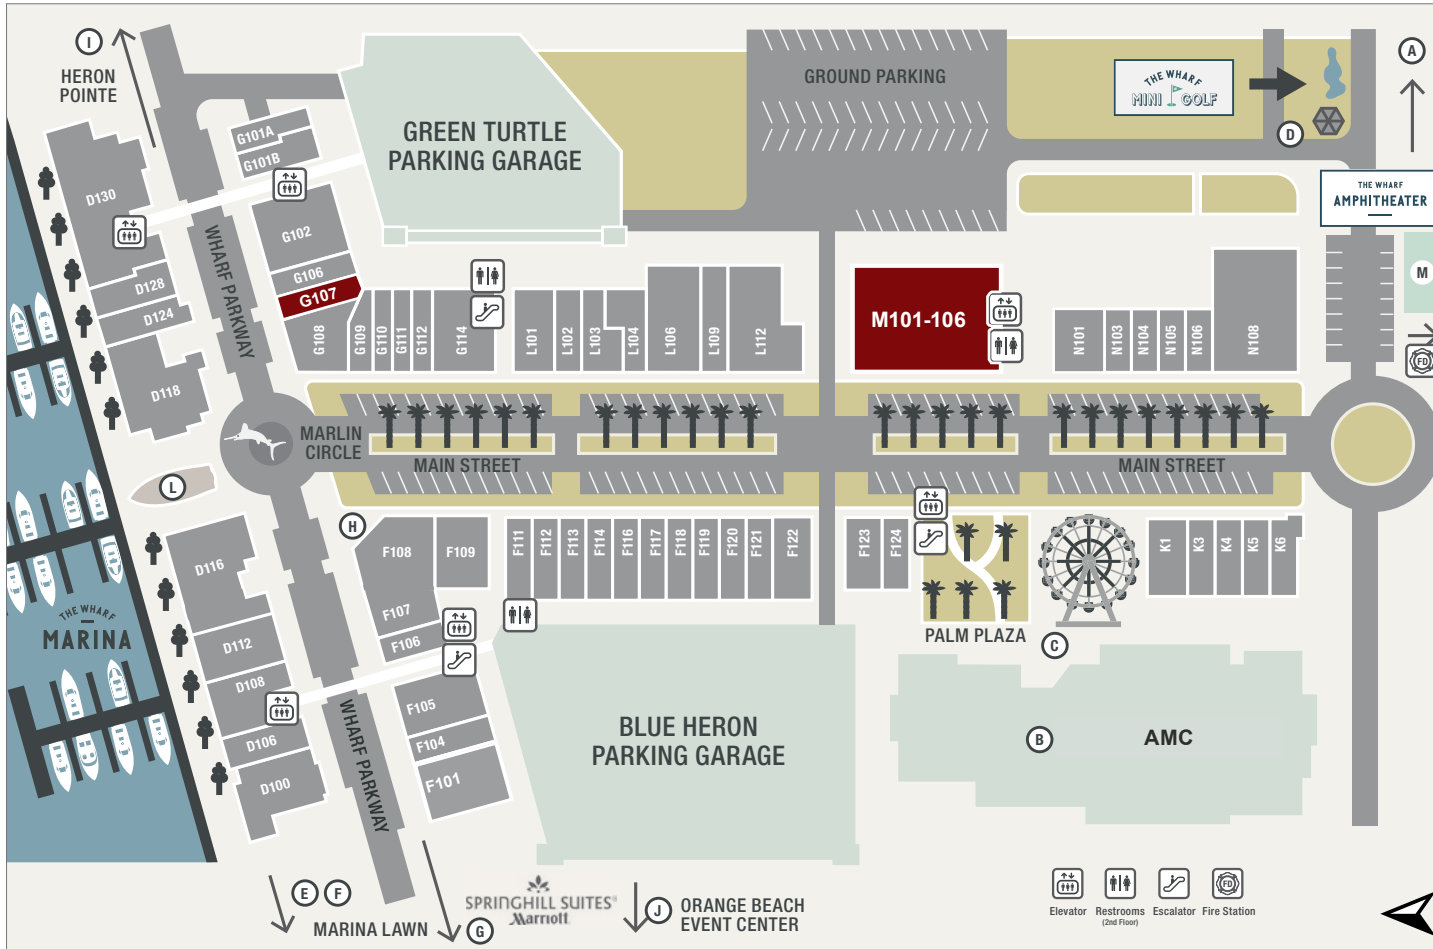 I
HERON
POINTE
GROUND PARKING
THE WHARF
MINI GOLF
A
D
GREEN TURTLE
PARKING GARAGE
THE WHARF
AMPHITHEATER
M
FD
G101A
G101B
D130
G102
G106
G107
G108
G109
G110
G111
G112
G114
D128
D124
D118
WHARF PARKWAY
L101
L102
L103
L104
L106
L109
L112
M101-106
N101
N103
N104
N105
N106
N108
MARLIN
CIRCLE
MAIN STREET
MAIN STREET
L
H
F108
F109
F111
F112
F113
F114
F116
F117
F118
F119
F120
F121
F122
F123
F124
K1
K3
K4
K5
K6
D116
D112
D108
D106
D100
THE WHARF
MARINA
F107
F106
F105
F104
F101
WHARF PARKWAY
PALM PLAZA
C
BLUE HERON
PARKING GARAGE
B
AMC
E
F
MARINA LAWN
G
SPRINGHILL SUITES®
Marriott
J
ORANGE BEACH
EVENT CENTER
FD
Elevator
Restrooms
(2nd Floor)
Escalator
Fire Station